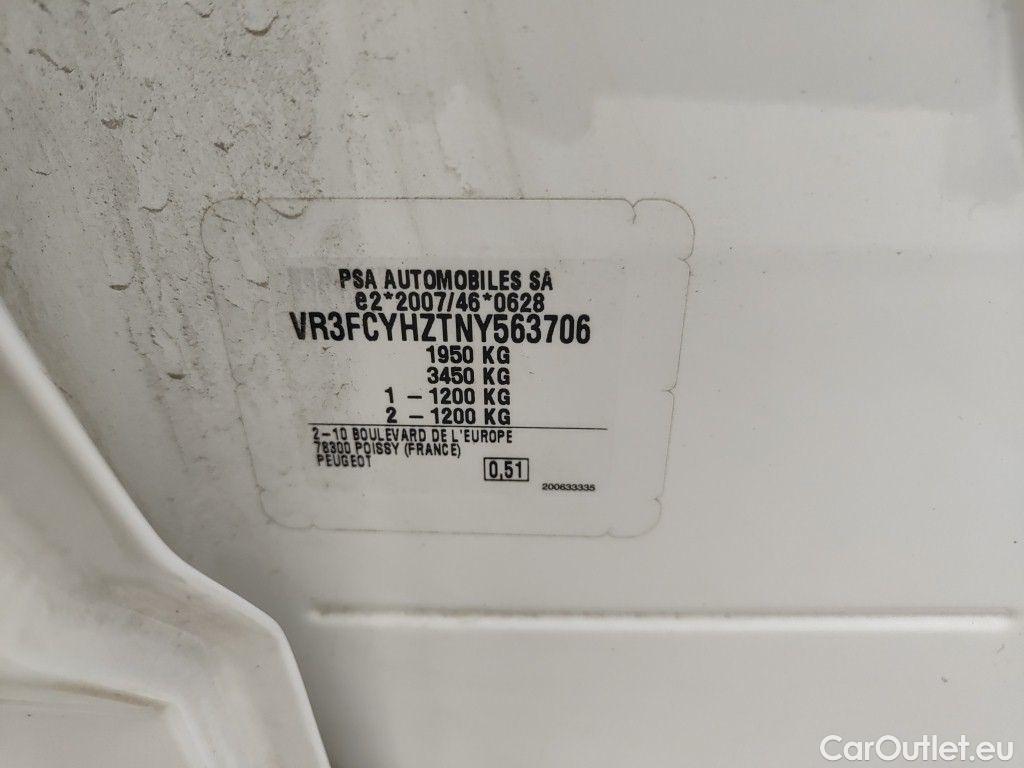 PSA AUTOMOBILES SA
e2*2007/46*0628
VR3FCYHZTNY563706
1950 KG
3450 KG
1 – 1200 KG
2 – 1200 KG
2–10 BOULEVARD DE L'EUROPE
78300 POISSY (FRANCE)
PEUGEOT
0,51
200633335
CarOutlet.eu